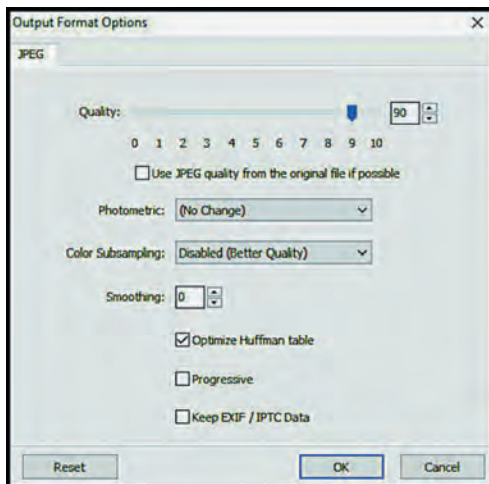 Output Format Options
JPEG
Quality: 90
0 1 2 3 4 5 6 7 8 9 10
Use JPEG quality from the original file if possible
Photometric: (No Change)
Color Subsampling: Disabled (Better Quality)
Smoothing: 0
Optimize Huffman table
Progressive
Keep EXIF / IPTC Data
Reset OK Cancel